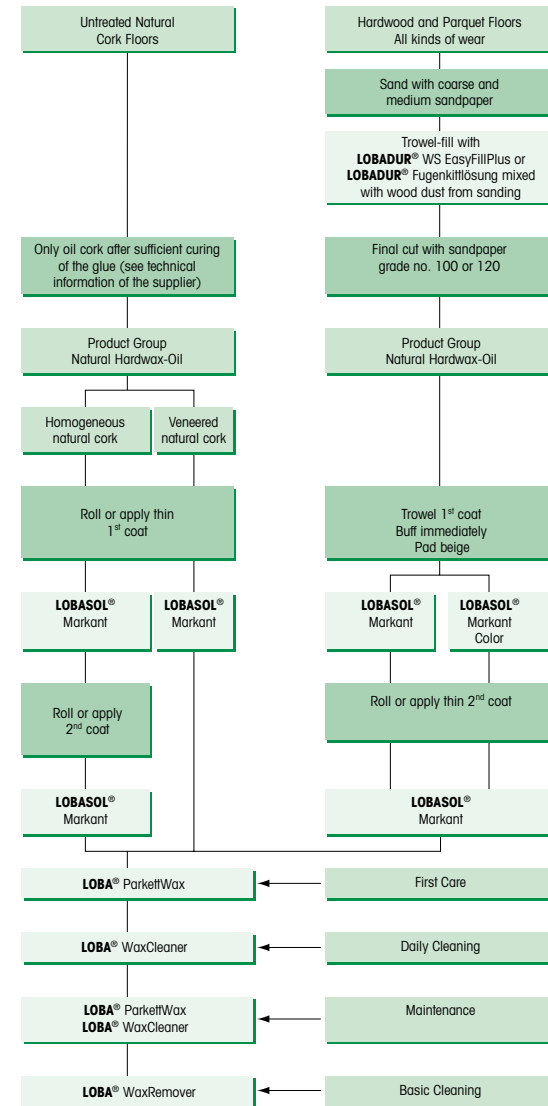 Untreated Natural
Cork Floors
Hardwood and Parquet Floors
All kinds of wear
Sand with coarse and
medium sandpaper
Trowel-fill with
LOBADUR® WS EasyFillPlus or
LOBADUR® Fugenkittlösung mixed
with wood dust from sanding
Only oil cork after sufficient curing
of the glue (see technical
information of the supplier)
Final cut with sandpaper
grade no. 100 or 120
Product Group
Natural Hardwax-Oil
Product Group
Natural Hardwax-Oil
Homogeneous
natural cork
Veneered
natural cork
Roll or apply thin
1st coat
Trowel 1st coat
Buff immediately
Pad beige
LOBASOL®
Markant
LOBASOL®
Markant
LOBASOL®
Markant
LOBASOL®
Markant
Color
Roll or apply
2nd coat
Roll or apply thin 2nd coat
LOBASOL®
Markant
LOBASOL®
Markant
LOBA® ParkettWax
First Care
LOBA® WaxCleaner
Daily Cleaning
LOBA® ParkettWax
LOBA® WaxCleaner
Maintenance
LOBA® WaxRemover
Basic Cleaning